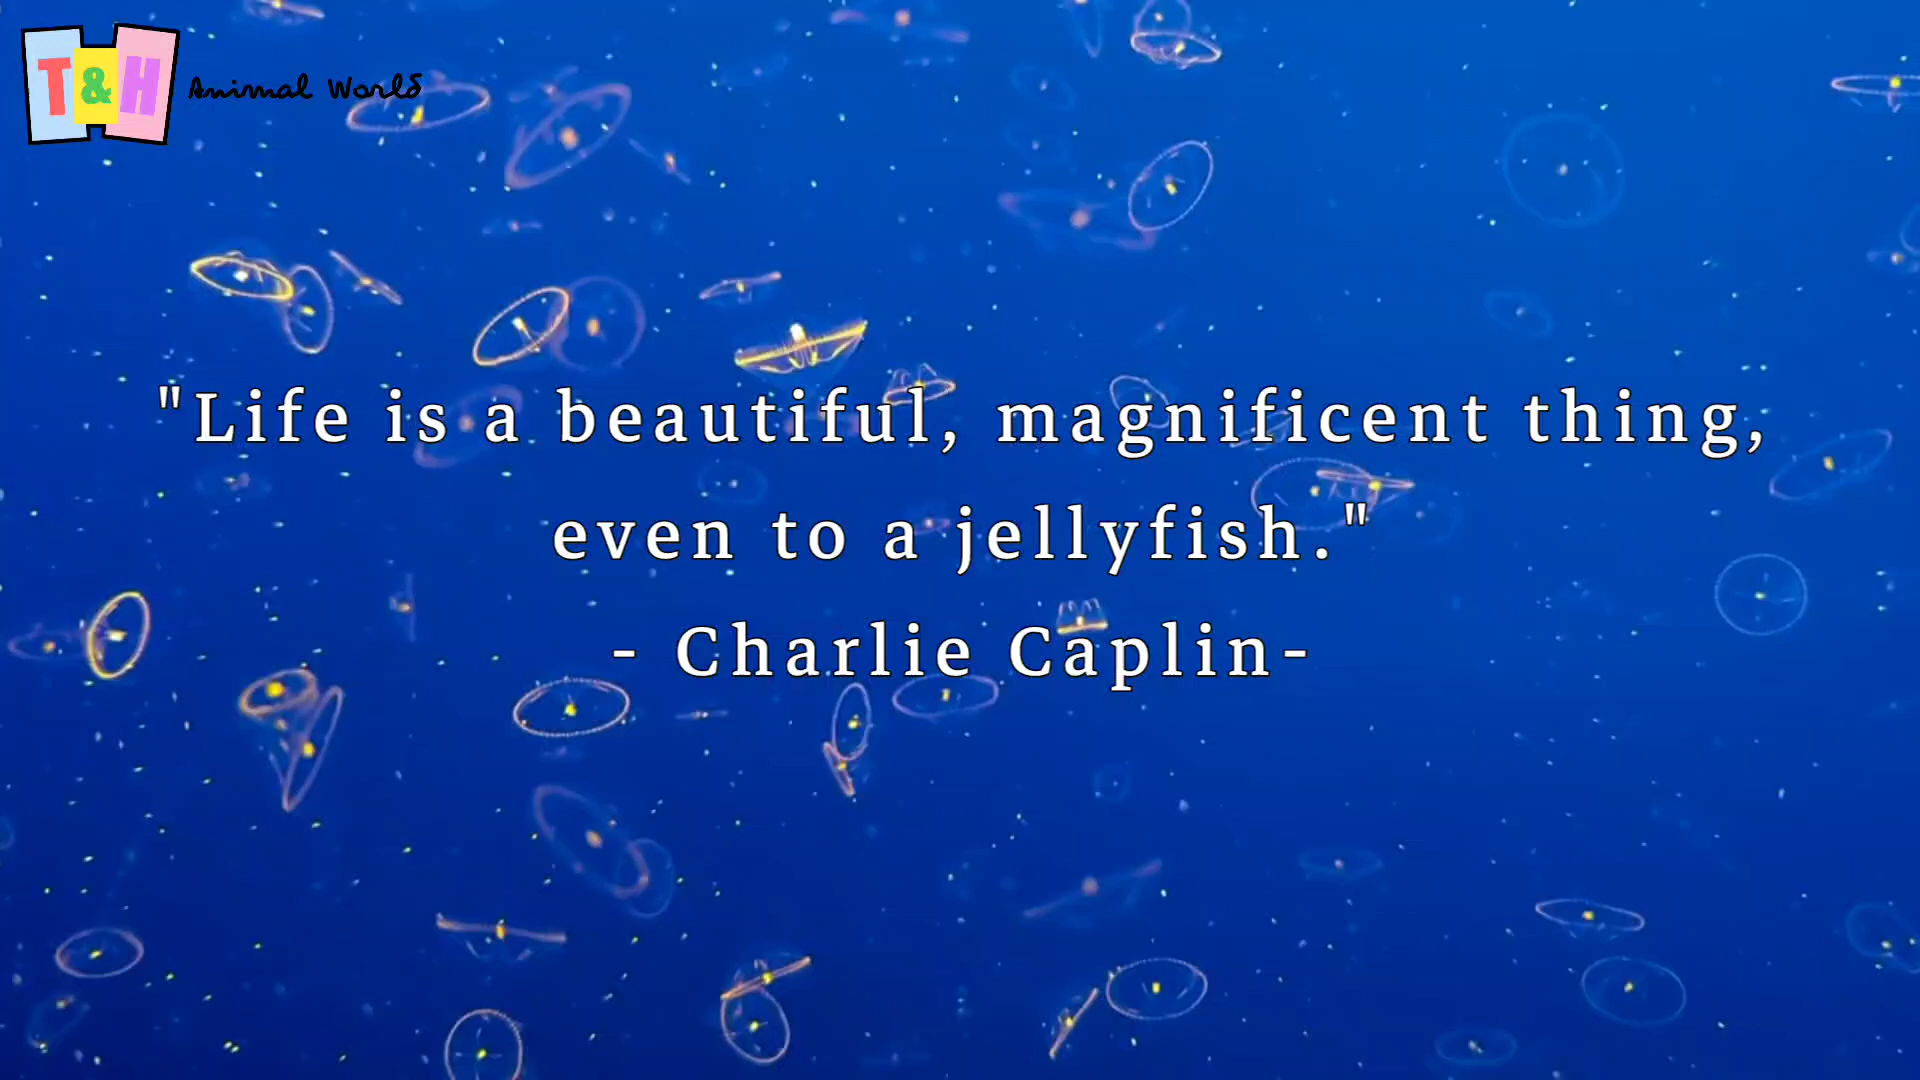 T&H Animal World
"Life is a beautiful, magnificent thing,
even to a jellyfish."
- Charlie Caplin-